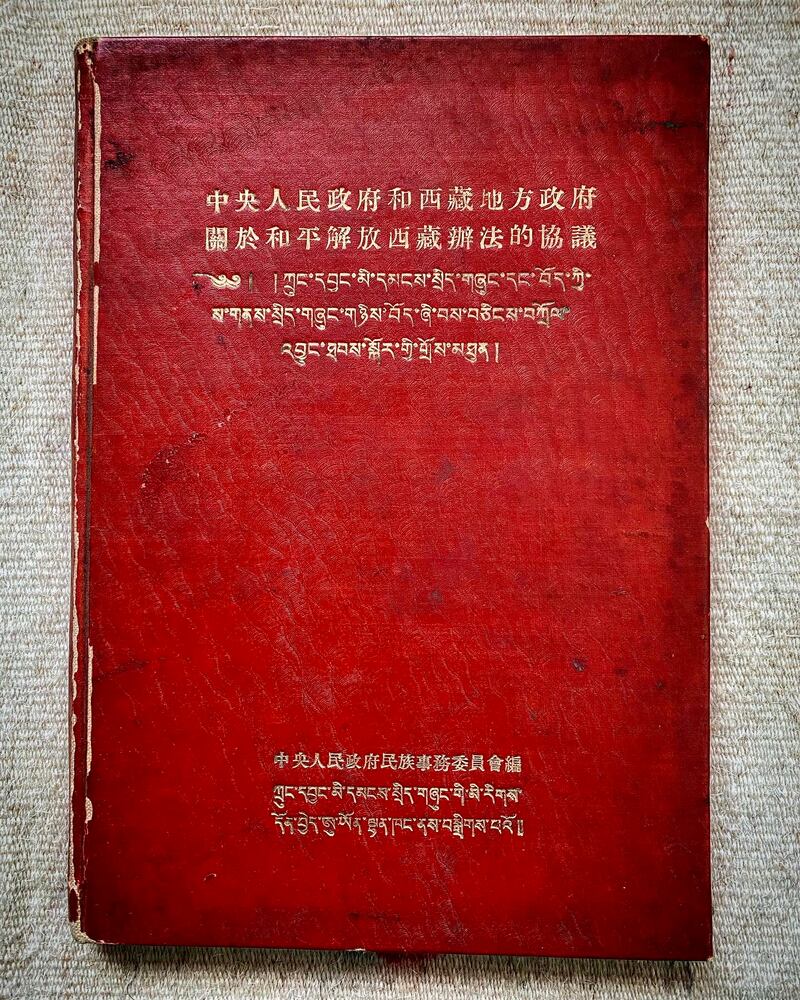 中央人民政府和西藏地方政府
關於和平解放西藏辦法的協議
༄༅། །ཀྲུང་དབྱང་མི་དམངས་སྲིད་གཞུང་དང་བོད་ཀྱི་
ས་གནས་སྲིད་གཞུང་གཉིས་བོད་ཞི་བས་བཅིངས་བཀྲོལ་
འབྱུང་ཐབས་སྐོར་གྱི་གྲོས་མཐུན།
中央人民政府民族事務委員會編
ཀྲུང་དབྱང་མི་དམངས་སྲིད་གཞུང་གི་མི་རིགས་
དོན་བྱེད་ཨུ་ཡོན་ལྷན་ཁང་ནས་བསྒྲིགས་པའོ༎